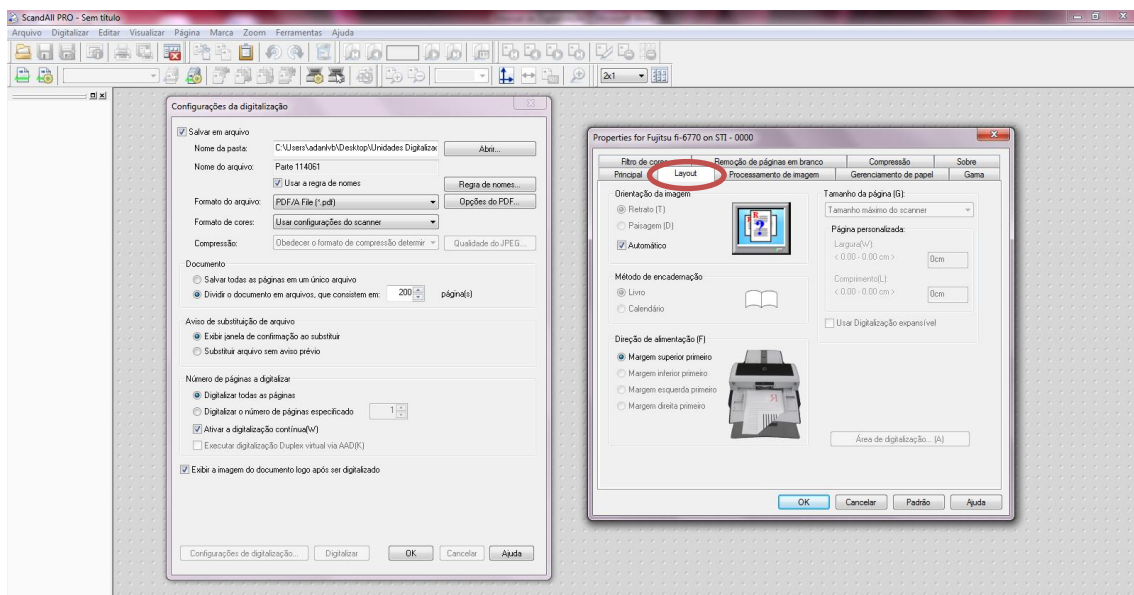 ScandAll PRO - Sem título
Arquivo Digitalizar Editar Visualizar Página Marca Zoom Ferramentas Ajuda
2x1
Configurações da digitalização
Salvar em arquivo
Nome da pasta: C:\Users\adanlvb\Desktop\Unidades Digitalizac Abrir...
Nome do arquivo: Parte 114061
Usar a regra de nomes Regra de nomes...
Formato do arquivo: PDF/A File (*.pdf) Opções do PDF...
Formato de cores: Usar configurações do scanner
Compressão: Obedecer o formato de compressão determir Qualidade do JPEG...
Documento
Salvar todas as páginas em um único arquivo
Dividir o documento em arquivos, que consistem em: 200 página(s)
Aviso de substituição de arquivo
Exibir janela de confirmação ao substituir
Substituir arquivo sem aviso prévio
Número de páginas a digitalizar
Digitalizar todas as páginas
Digitalizar o número de páginas especificado 1
Ativar a digitalização contínua(W)
Executar digitalização Duplex virtual via AAD(K)
Exibir a imagem do documento logo após ser digitalizado
Configurações de digitalização... Digitalizar OK Cancelar Ajuda
Properties for Fujitsu fi-6770 on STI - 0000
Filtro de cores Remoção de páginas em branco Compressão Sobre
Principal Layout Processamento de imagem Gerenciamento de papel Gama
Orientação da imagem
Retrato (T)
Paisagem (D)
Automático
Método de encadernação
Livro
Calendário
Direção de alimentação (F)
Margem superior primeiro
Margem inferior primeiro
Margem esquerda primeiro
Margem direita primeiro
Tamanho da página (G):
Tamanho máximo do scanner
Página personalizada:
Largura(W):
< 0.00 - 0.00 cm > 0cm
Comprimento(L):
< 0.00 - 0.00 cm > 0cm
Usar Digitalização expansível
Área de digitalização... (A)
OK Cancelar Padrão Ajuda